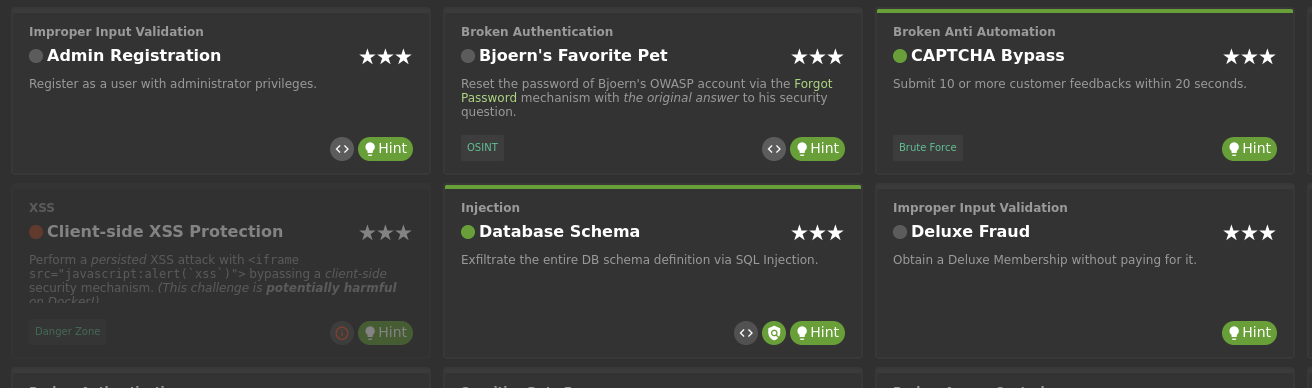 Improper Input Validation
Admin Registration
Register as a user with administrator privileges.
Hint
Broken Authentication
Bjoern's Favorite Pet
Reset the password of Bjoern's OWASP account via the Forgot
Password mechanism with the original answer to his security
question.
OSINT
Hint
Broken Anti Automation
CAPTCHA Bypass
Submit 10 or more customer feedbacks within 20 seconds.
Brute Force
Hint
XSS
Client-side XSS Protection
Perform a persisted XSS attack with <iframe
src="javascript:alert(`xss`)"> bypassing a client-side
security mechanism. (This challenge is potentially harmful
on Docker!)
Danger Zone
Hint
Injection
Database Schema
Exfiltrate the entire DB schema definition via SQL Injection.
Hint
Improper Input Validation
Deluxe Fraud
Obtain a Deluxe Membership without paying for it.
Hint